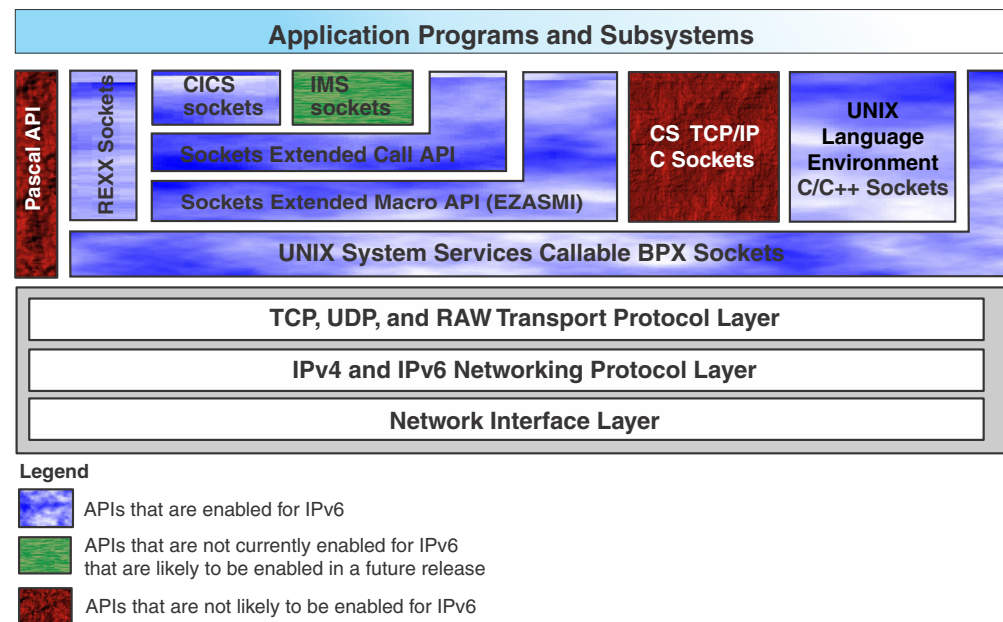 Application Programs and Subsystems
Pascal API
REXX Sockets
CICS
sockets
IMS
sockets
Sockets Extended Call API
Sockets Extended Macro API (EZASMI)
CS TCP/IP
C Sockets
UNIX
Language
Environment
C/C++ Sockets
UNIX System Services Callable BPX Sockets
TCP, UDP, and RAW Transport Protocol Layer
IPv4 and IPv6 Networking Protocol Layer
Network Interface Layer
Legend
APIs that are enabled for IPv6
APIs that are not currently enabled for IPv6
that are likely to be enabled in a future release
APIs that are not likely to be enabled for IPv6